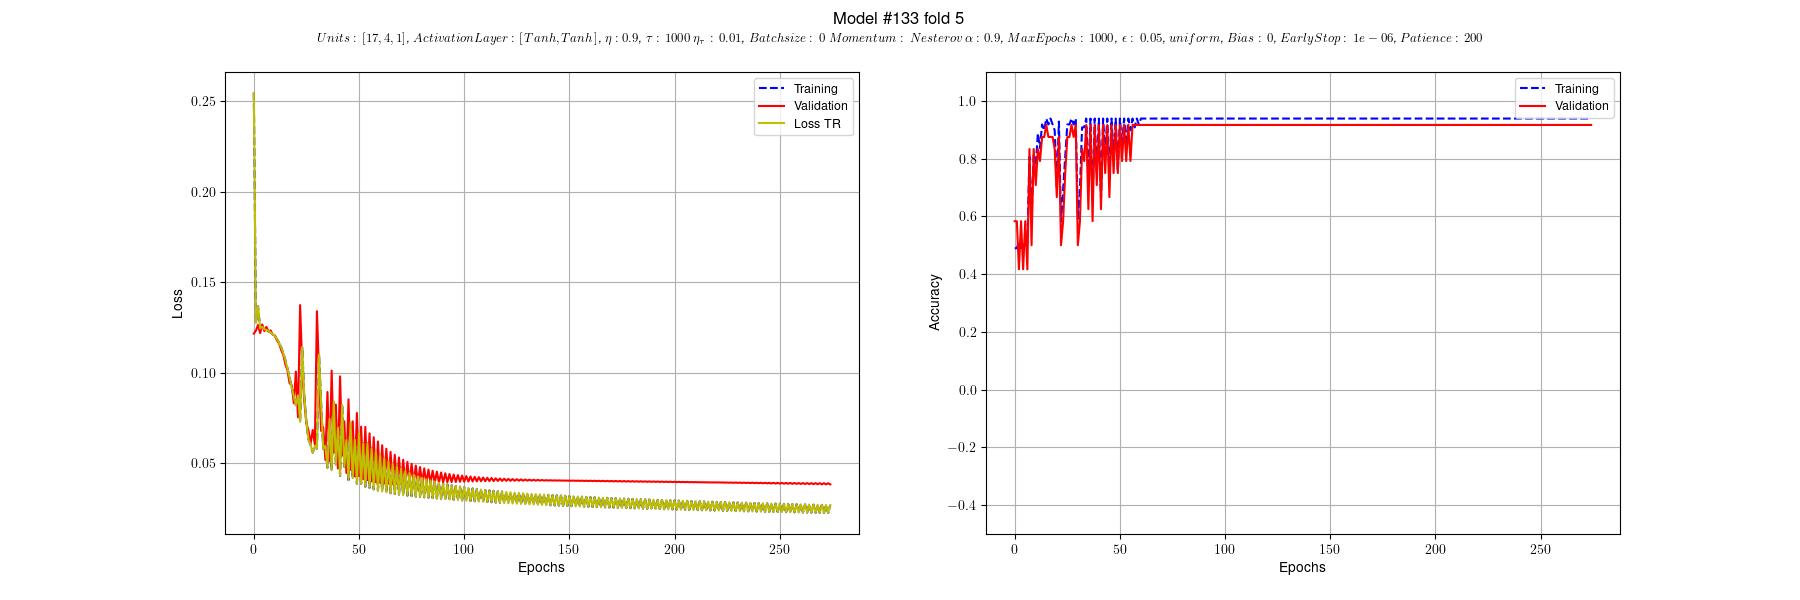 Model #133 fold 5
Units : [17, 4, 1], ActivationLayer : [Tanh, Tanh], η : 0.9, τ : 1000 ητ : 0.01, Batchsize : 0 Momentum : Nesterov α : 0.9, MaxEpochs : 1000, ϵ : 0.05, uniform, Bias : 0, EarlyStop : 1e − 06, Patience : 200
Loss
0.25
0.20
0.15
0.10
0.05
Training
Validation
Loss TR
0 50 100 150 200 250
Epochs
Accuracy
1.0
0.8
0.6
0.4
0.2
0.0
−0.2
−0.4
Training
Validation
0 50 100 150 200 250
Epochs